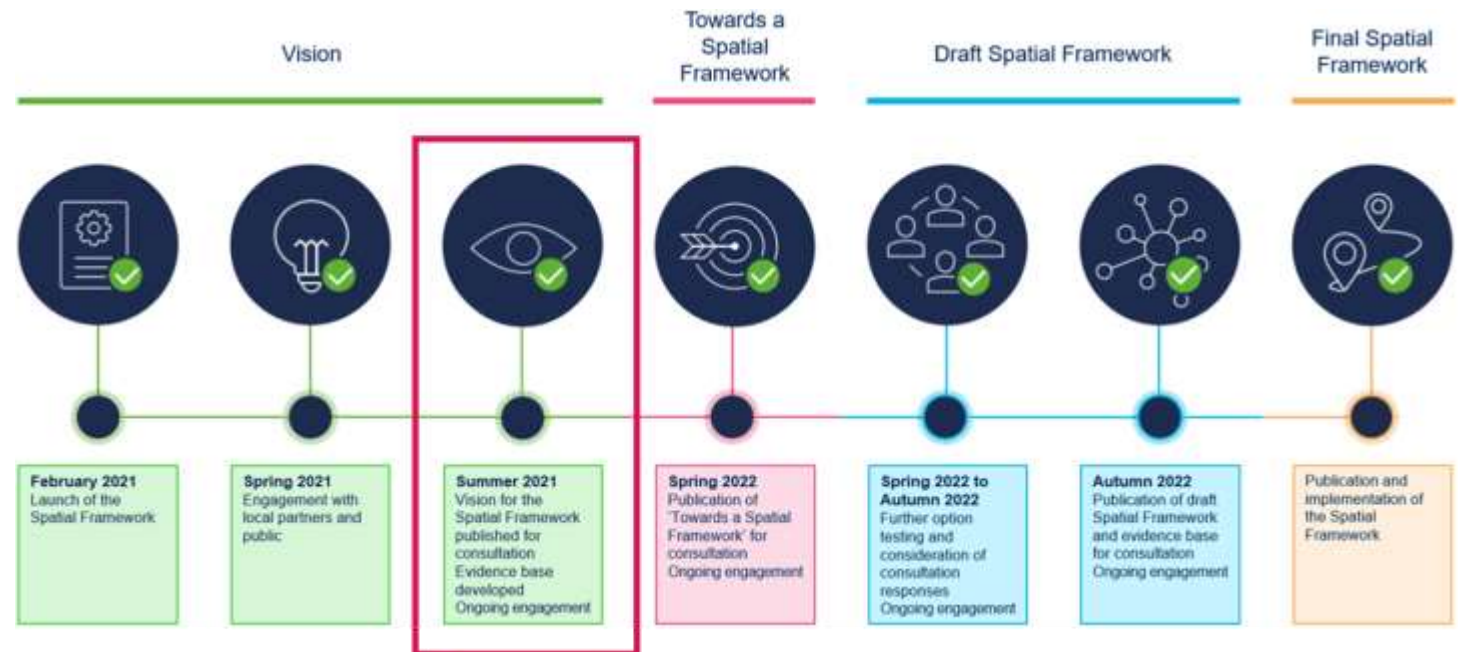 Vision
Towards a
Spatial
Framework
Draft Spatial Framework
Final Spatial
Framework
February 2021
Launch of the
Spatial Framework
Spring 2021
Engagement with
local partners and
public
Summer 2021
Vision for the
Spatial Framework
published for
consultation
Evidence base
developed
Ongoing engagement
Spring 2022
Publication of
'Towards a Spatial
Framework' for
consultation
Ongoing engagement
Spring 2022 to
Autumn 2022
Further option
testing and
consideration of
consultation
responses
Ongoing engagement
Autumn 2022
Publication of draft
Spatial Framework
and evidence base
for consultation
Ongoing engagement
Publication and
implementation of
the Spatial
Framework